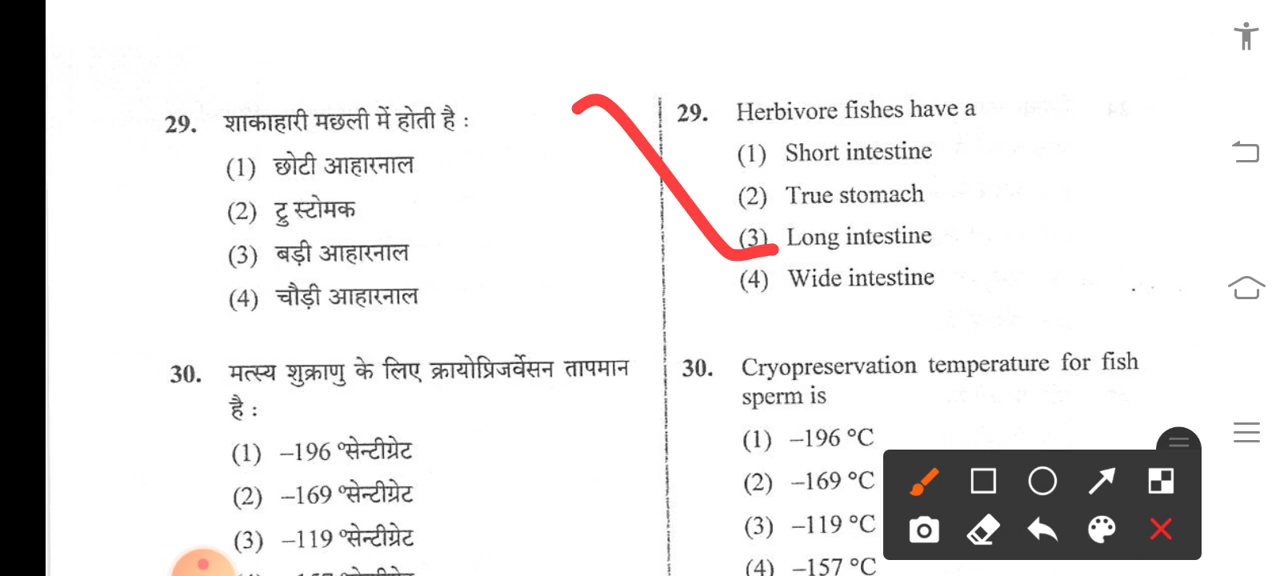 29. शाकाहारी मछली में होती है :
(1) छोटी आहारनाल
(2) ट्रु स्टोमक
(3) बड़ी आहारनाल
(4) चौड़ी आहारनाल
30. मत्स्य शुक्राणु के लिए क्रायोप्रिजर्वेसन तापमान
है :
(1) –196 °सेन्टीग्रेट
(2) –169 °सेन्टीग्रेट
(3) –119 °सेन्टीग्रेट
29. Herbivore fishes have a
(1) Short intestine
(2) True stomach
(3) Long intestine
(4) Wide intestine
30. Cryopreservation temperature for fish
sperm is
(1) –196 °C
(2) –169 °C
(3) –119 °C
(4) –157 °C